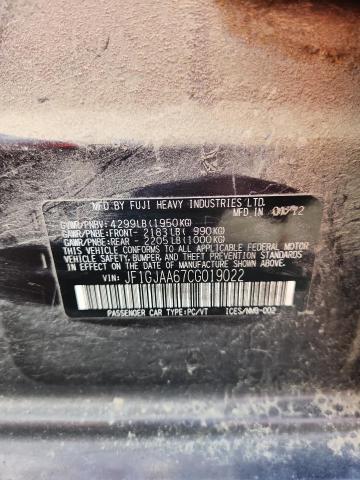 MFD BY FUJI HEAVY INDUSTRIES LTD.
MFD IN 01/12
GVWR/PNBV: 4299LB(1950KG)
GAWR/PNBE:FRONT- 2183LB( 990KG)
GAWR/PNBE:REAR - 2205LB(1000KG)
THIS VEHICLE CONFORMS TO ALL APPLICABLE
U.S. FEDERAL AND CANADA MOTOR
VEHICLE SAFETY, BUMPER, AND THEFT PREVENTION
STANDARDS IN EFFECT ON THE DATE OF
MANUFACTURE SHOWN ABOVE.
JF1GJAA67CG019022
PASSENGER CAR TYPE:PC/VT ICES/NMB-002